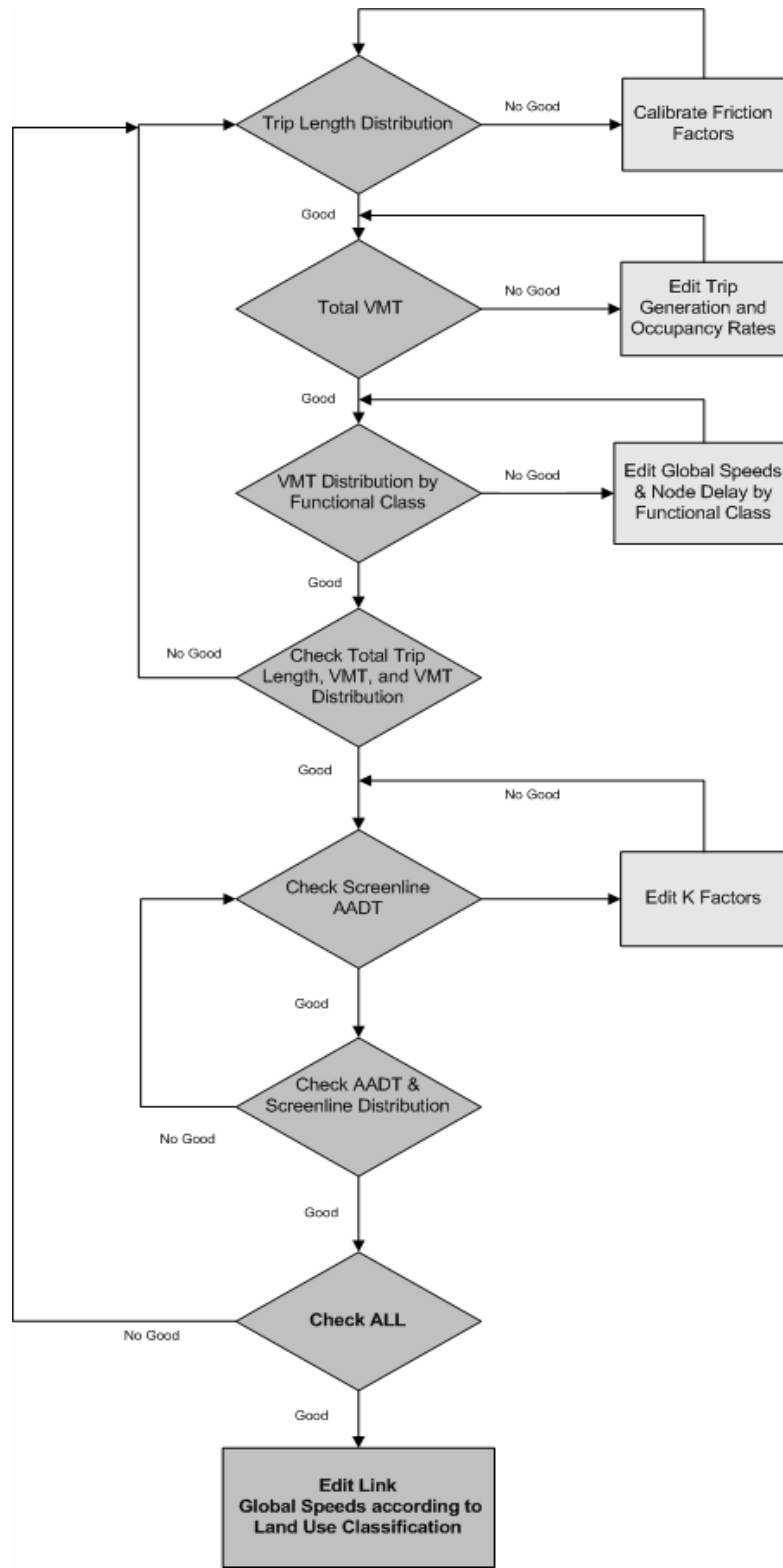 Trip Length Distribution
No Good
Calibrate Friction
Factors
Good
Total VMT
No Good
Edit Trip
Generation and
Occupancy Rates
Good
VMT Distribution by
Functional Class
No Good
Edit Global Speeds
& Node Delay by
Functional Class
Good
No Good
Check Total Trip
Length, VMT, and VMT
Distribution
Good
No Good
Check Screenline
AADT
Edit K Factors
Good
Check AADT &
Screenline Distribution
No Good
Good
Check ALL
No Good
Good
Edit Link
Global Speeds according to
Land Use Classification